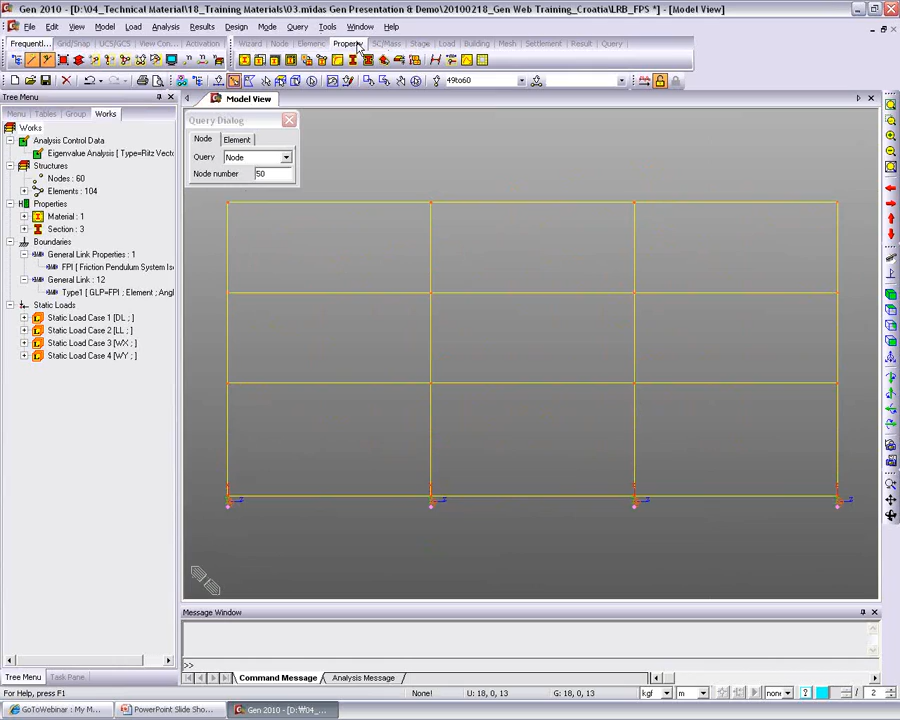 Gen 2010 - [D:\04_Technical Material\18_Training Materials\03.midas Gen Presentation & Demo\20100218_Gen Web Training_Croatia\LRB_FPS *] - [Model View]
File Edit View Model Load Analysis Results Design Mode Query Tools Window Help
Frequentl.. Grid/Snap UCS/GCS View Con... Activation Wizard Node Element Property SC/Mass Stage Load Building Mesh Settlement Result Query
49to60
Tree Menu
Menu Tables Group Works
Model View
Works
Analysis Control Data
Eigenvalue Analysis [ Type=Ritz Vecto
Structures
Nodes : 60
Elements : 104
Properties
Material : 1
Section : 3
Boundaries
General Link Properties : 1
FPI [ Friction Pendulum System Is
General Link : 12
Type1 [ GLP=FPI ; Element ; Angl
Static Loads
Static Load Case 1 [DL ; ]
Static Load Case 2 [LL ; ]
Static Load Case 3 [WX ; ]
Static Load Case 4 [WY ; ]
Query Dialog
Node Element
Query Node
Node number 50
Message Window
>>
Tree Menu Task Pane
Command Message Analysis Message
For Help, press F1
None!
U: 18, 0, 13
G: 18, 0, 13
kgf
m
none
?
/ 2
GoToWebinar : My M...
PowerPoint Slide Sho...
Gen 2010 - [D:₩04_...